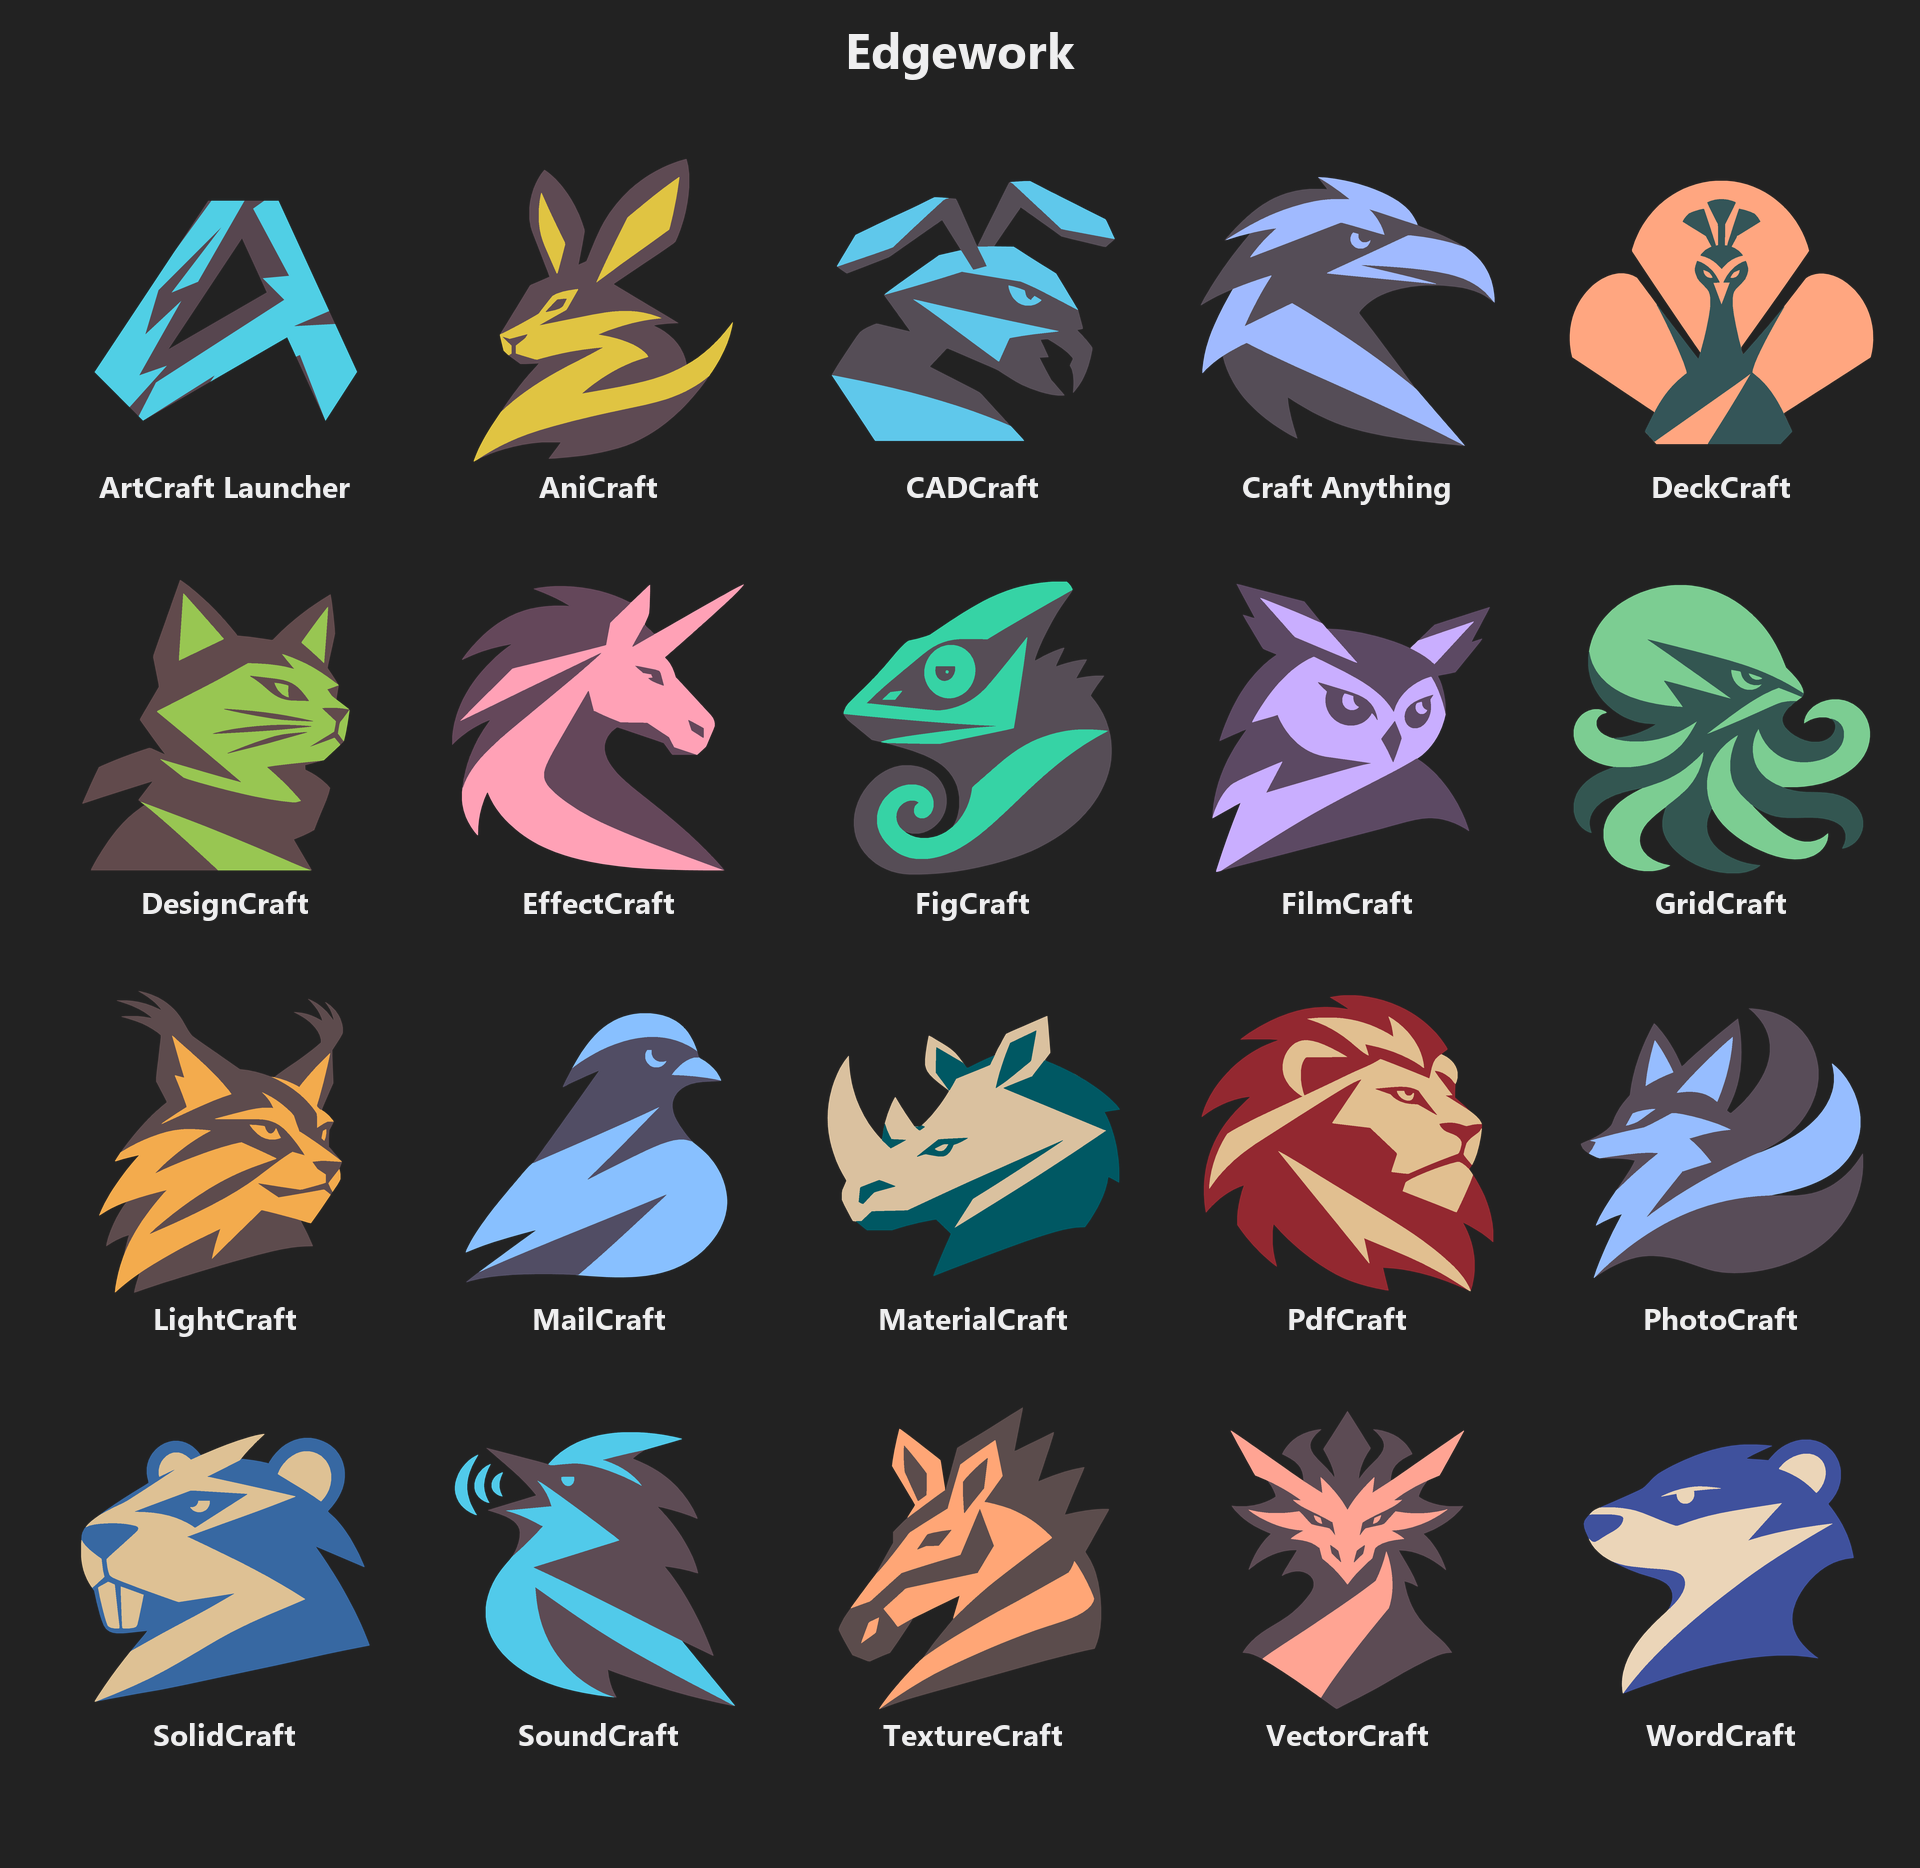 Edgework
ArtCraft Launcher
AniCraft
CADCraft
Craft Anything
DeckCraft
DesignCraft
EffectCraft
FigCraft
FilmCraft
GridCraft
LightCraft
MailCraft
MaterialCraft
PdfCraft
PhotoCraft
SolidCraft
SoundCraft
TextureCraft
VectorCraft
WordCraft